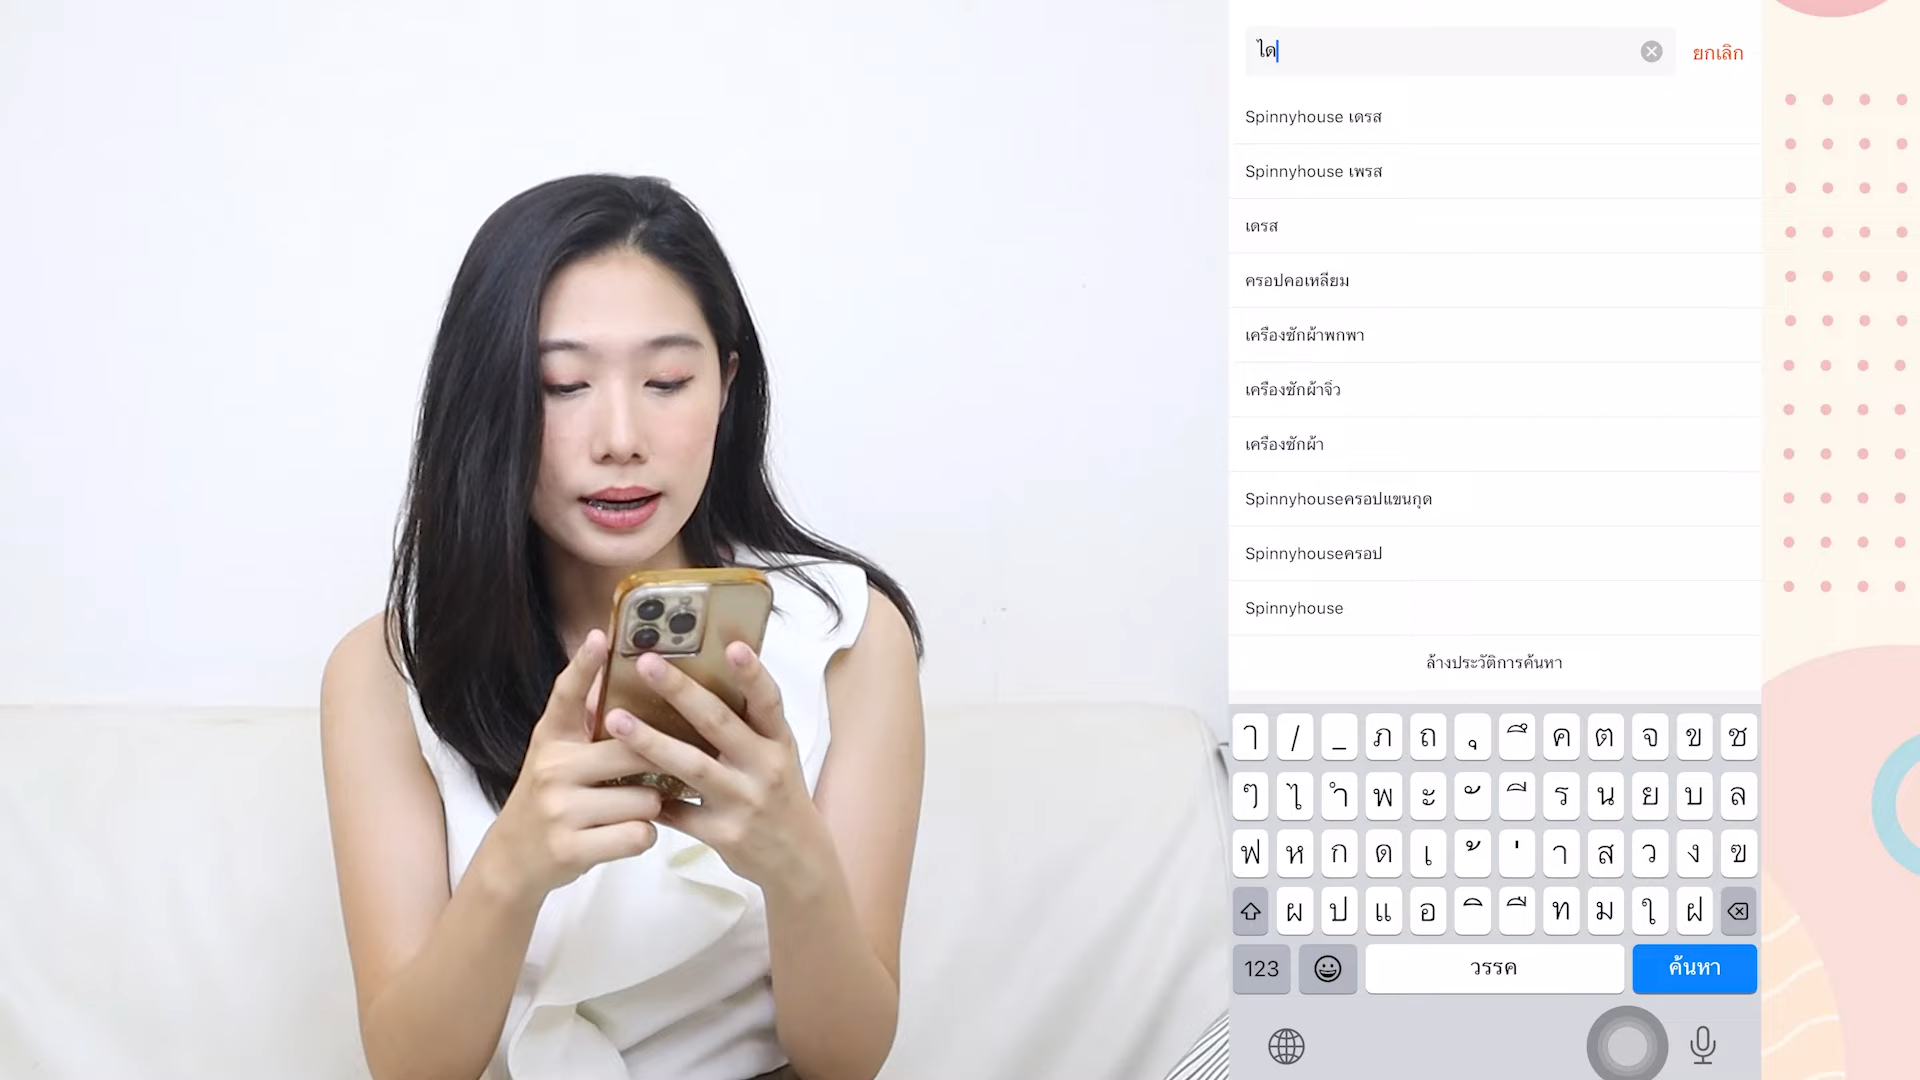 ได
ยกเลิก
Spinnyhouse เดรส
Spinnyhouse เพรส
เดรส
ครอปคอเหลียม
เครืองซักผ้าพกพา
เครืองซักผ้าจิ๋ว
เครืองซักผ้า
Spinnyhouseครอปแขนกุด
Spinnyhouseครอป
Spinnyhouse
ล้างประวัติการค้นหา
ๅ / _ ภ ถ ุ ึ ค ต จ ข ช
ๆ ไ ำ พ ะ ั ี ร น ย บ ล
ฟ ห ก ด เ ้ ่ า ส ว ง ฃ
ผ ป แ อ ิ ื ท ม ใ ฝ
123 วรรค ค้นหา